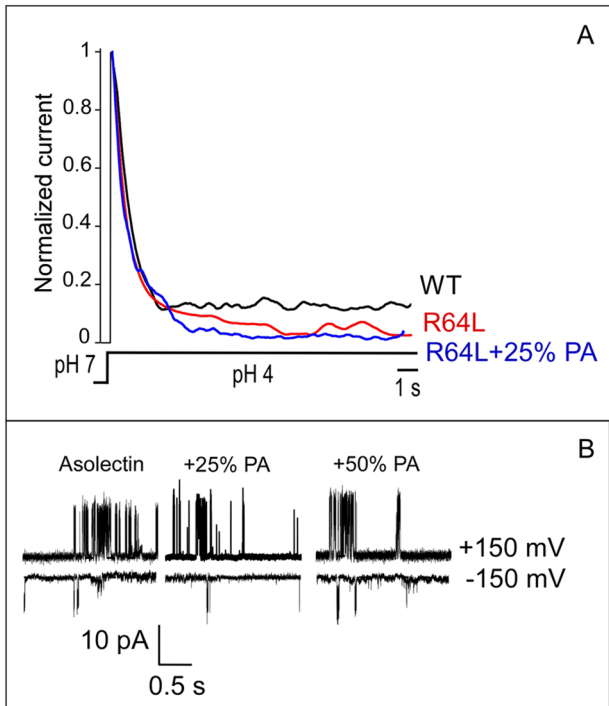 A
Normalized current
1
0.8
0.6
0.4
0.2
0
WT
R64L
R64L+25% PA
pH 7
pH 4
1 s
B
Asolectin +25% PA +50% PA
+150 mV
-150 mV
10 pA
0.5 s